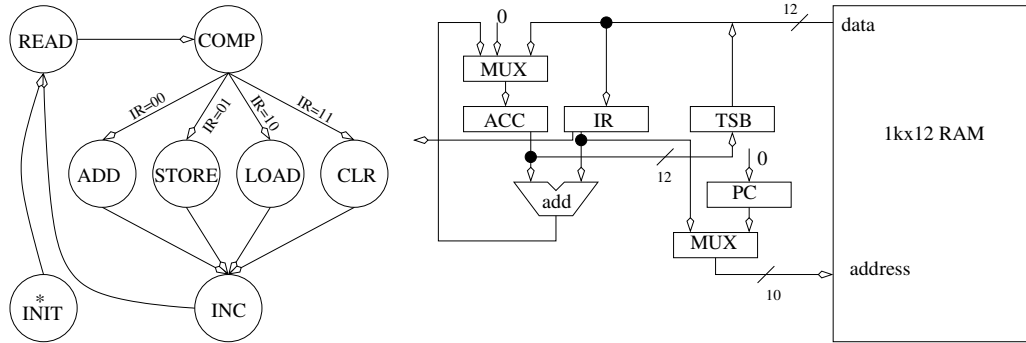 READ
COMP
IR=00
IR=01
IR=10
IR=11
ADD
STORE
LOAD
CLR
*
INIT
INC
0
12
data
MUX
ACC
IR
TSB
1kx12 RAM
12
0
add
PC
MUX
address
10